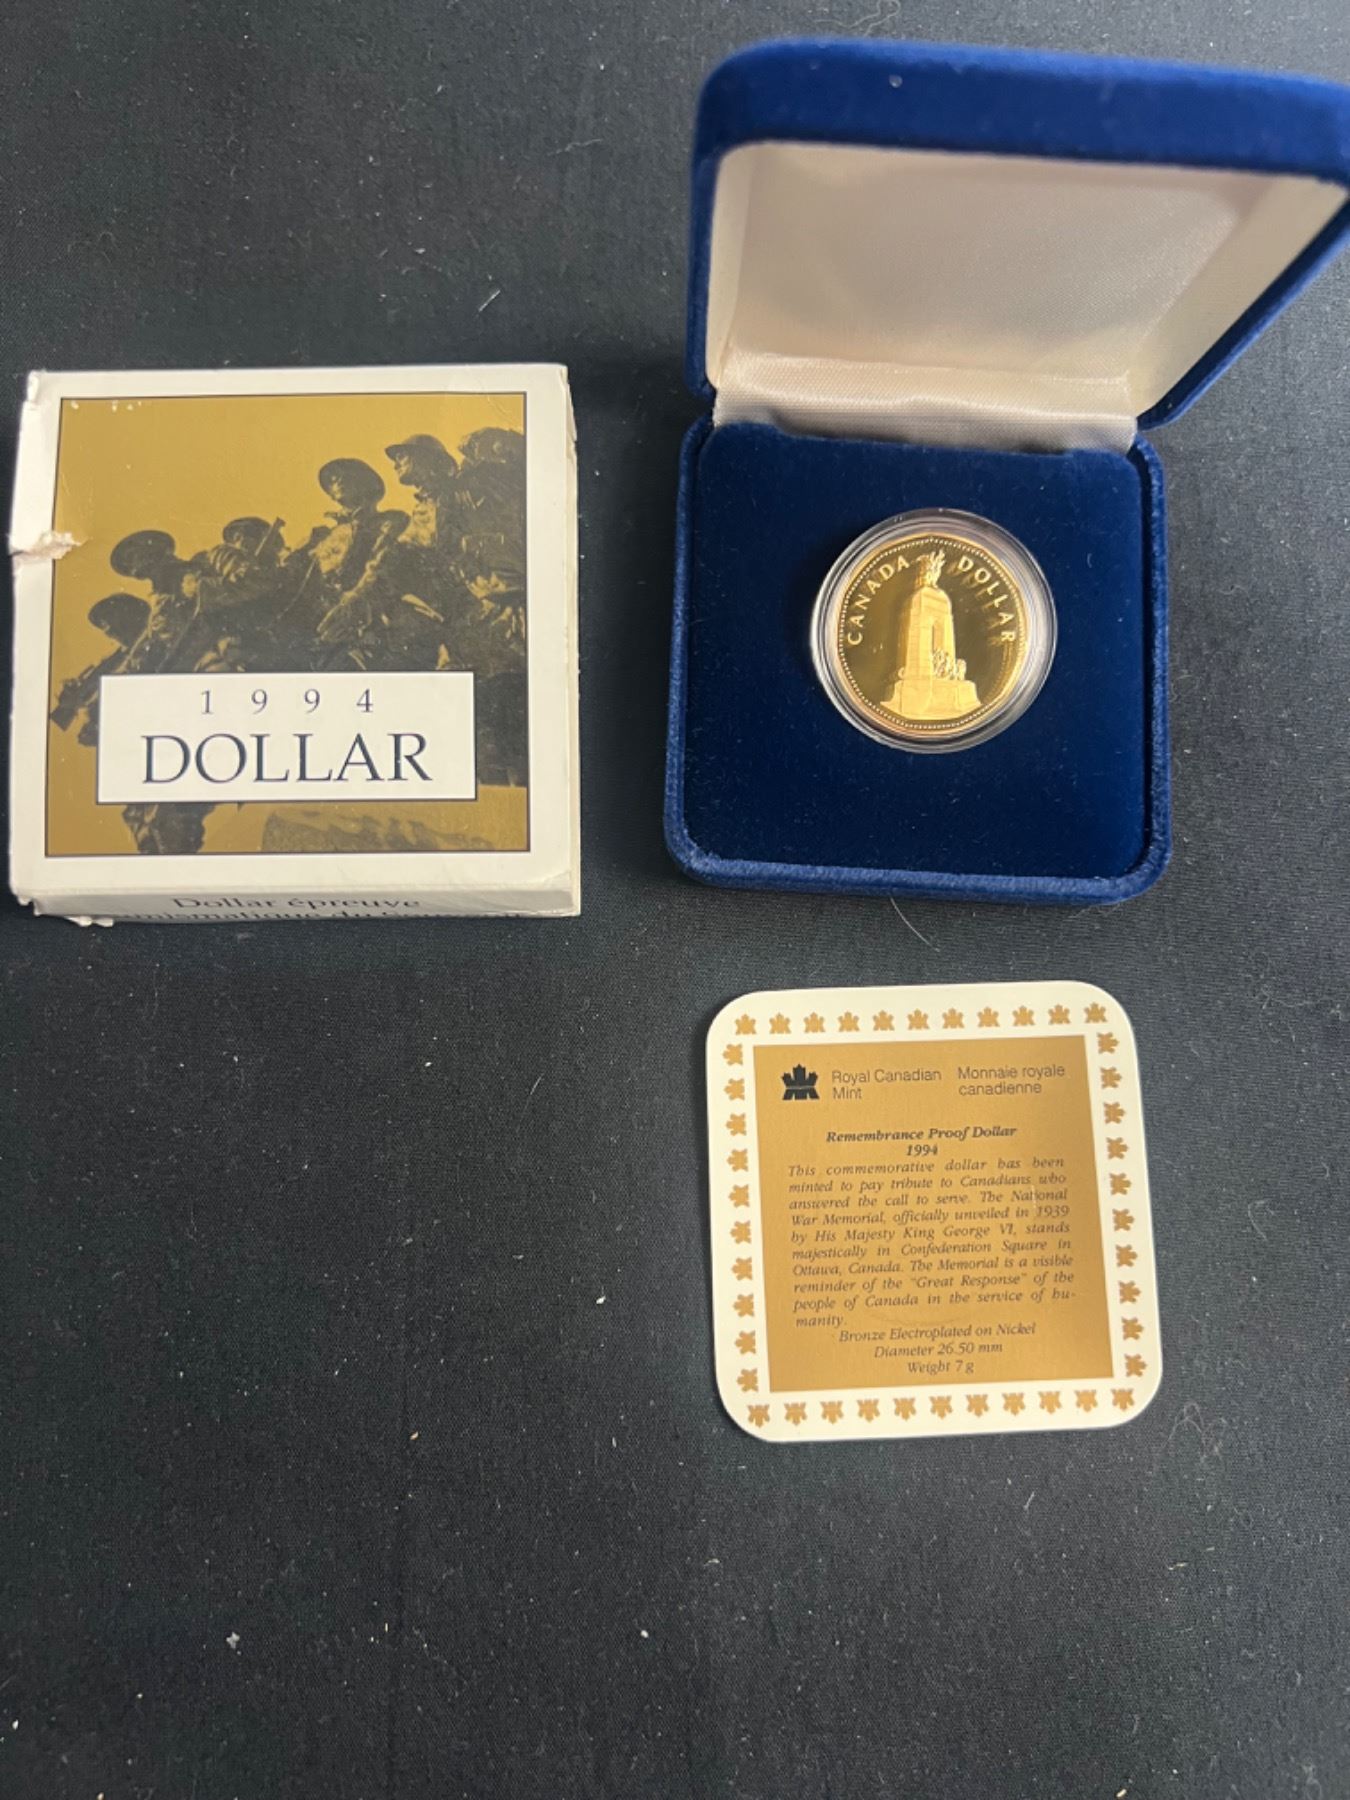 1994
DOLLAR
Dollar épreuve
numismatique du
CANADA DOLLAR
Royal Canadian Mint
Monnaie royale canadienne
Remembrance Proof Dollar
1994
This commemorative dollar has been
minted to pay tribute to Canadians who
answered the call to serve. The National
War Memorial, officially unveiled in 1939
by His Majesty King George VI, stands
majestically in Confederation Square in
Ottawa, Canada. The Memorial is a visible
reminder of the "Great Response" of the
people of Canada in the service of hu-
manity.
Bronze Electroplated on Nickel
Diameter 26.50 mm
Weight 7 g